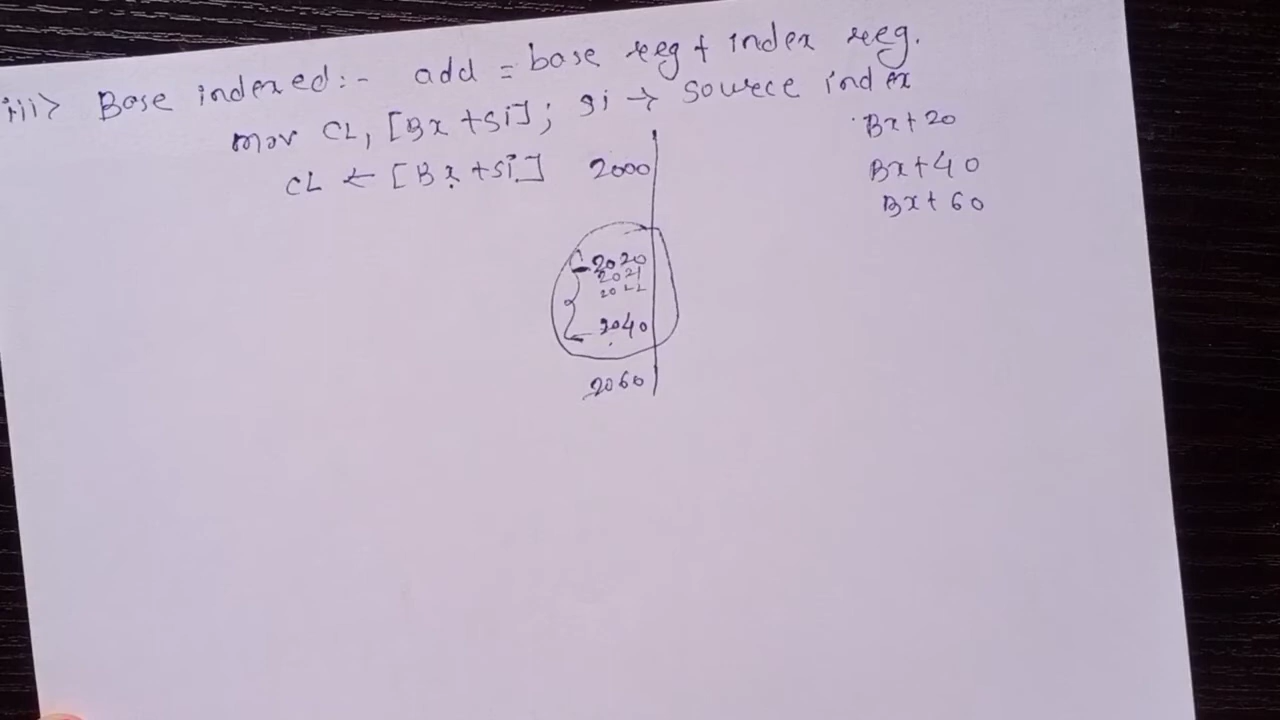 iii> Base indexed:- add = base reg + index reg.
mov CL, [Bx + Si]; Si → source index
CL ← [Bx + Si]
2000
2020
2021
2022
2040
2060
Bx + 20
Bx + 40
Bx + 60